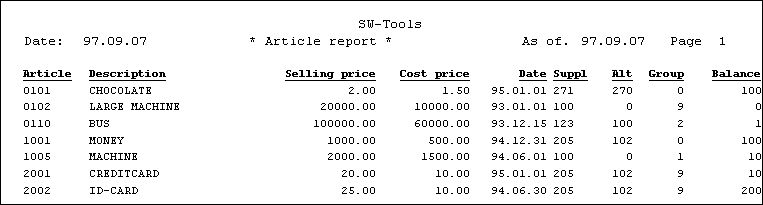 SW-Tools
Date: 97.09.07 * Article report * As of. 97.09.07 Page 1
Article Description Selling price Cost price Date Suppl Alt Group Balance
0101 CHOCOLATE 2.00 1.50 95.01.01 271 270 0 100
0102 LARGE MACHINE 20000.00 10000.00 93.01.01 100 0 9 0
0110 BUS 100000.00 60000.00 93.12.15 123 100 2 1
1001 MONEY 1000.00 500.00 94.12.31 205 102 0 100
1005 MACHINE 2000.00 1500.00 94.06.01 100 0 1 10
2001 CREDITCARD 20.00 10.00 95.01.01 205 102 9 10
2002 ID-CARD 25.00 10.00 94.06.30 205 102 9 200